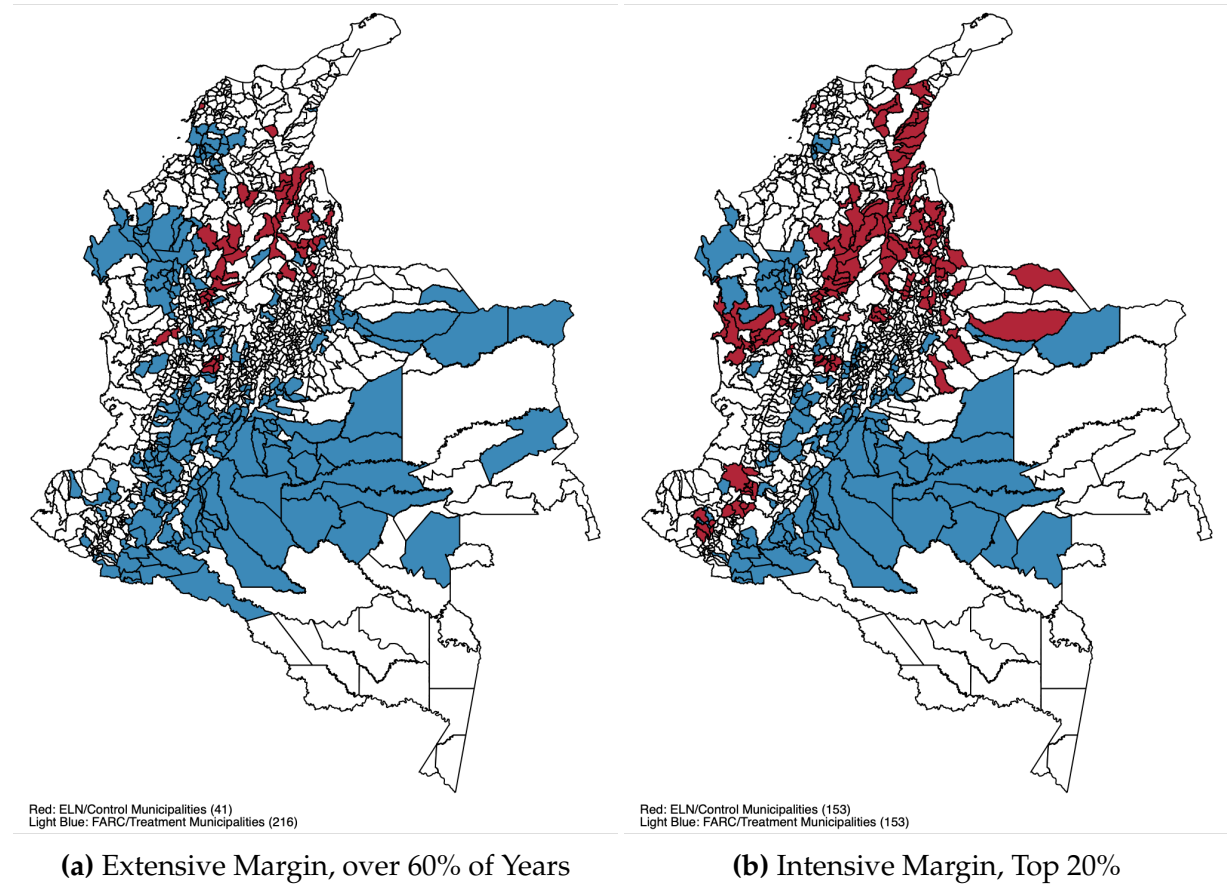 Red: ELN/Control Municipalities (41)
Light Blue: FARC/Treatment Municipalities (216)
(a) Extensive Margin, over 60% of Years
Red: ELN/Control Municipalities (153)
Light Blue: FARC/Treatment Municipalities (153)
(b) Intensive Margin, Top 20%